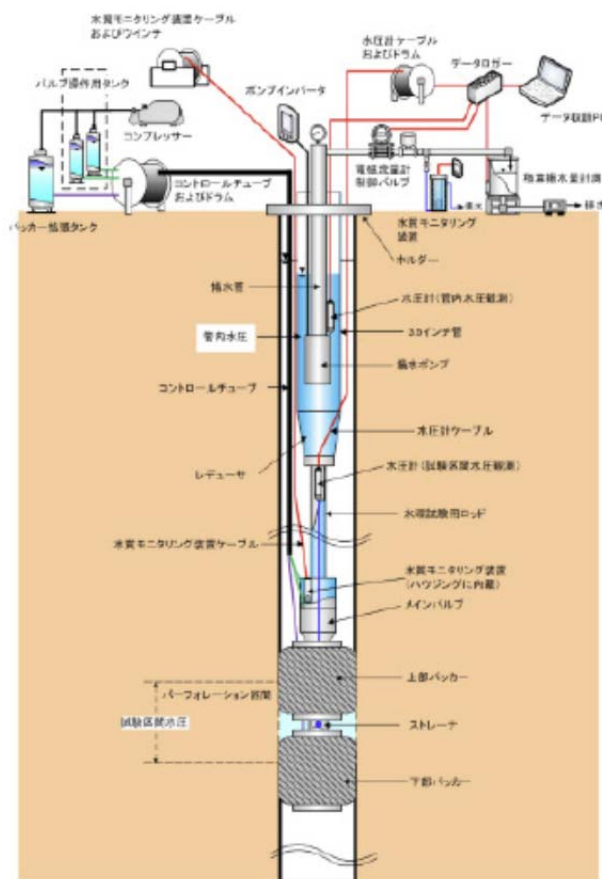 水質モニタリング装置ケーブル
およびウインチ
水圧計ケーブル
およびドラム
データロガー
バルブ操作用タンク
ポンプインバータ
コンプレッサー
データ収録PC
コントロールチューブ
およびドラム
電磁流量計
制御バルブ
積算揚水量計測
パッカー拡張タンク
採水
排水
水質モニタリング
装置
ホルダー
揚水管
水圧計(管内水圧観測)
管内水圧
3.5インチ管
揚水ポンプ
コントロールチューブ
水圧計ケーブル
レデューサ
水圧計(試験区間水圧観測)
水理試験用ロッド
水質モニタリング装置ケーブル
水質モニタリング装置
(ハウジングに内蔵)
メインバルブ
上部パッカー
パーフォレーション区間
試験区間水圧
ストレーナ
下部パッカー